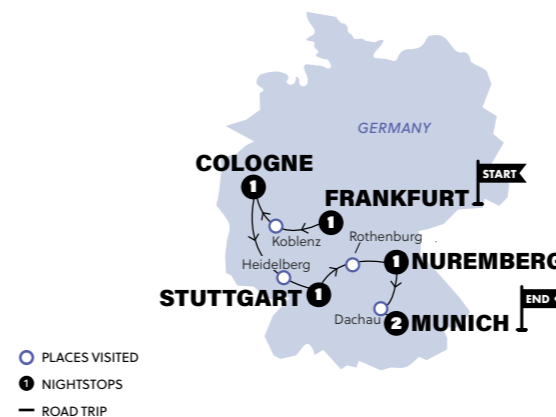 GERMANY
COLOGNE
1
START
FRANKFURT
1
Koblenz
Rothenburg
Heidelberg
1
NUREMBERG
STUTTGART
1
END
Dachau
2
MUNICH
PLACES VISITED
1
NIGHTSTOPS
ROAD TRIP